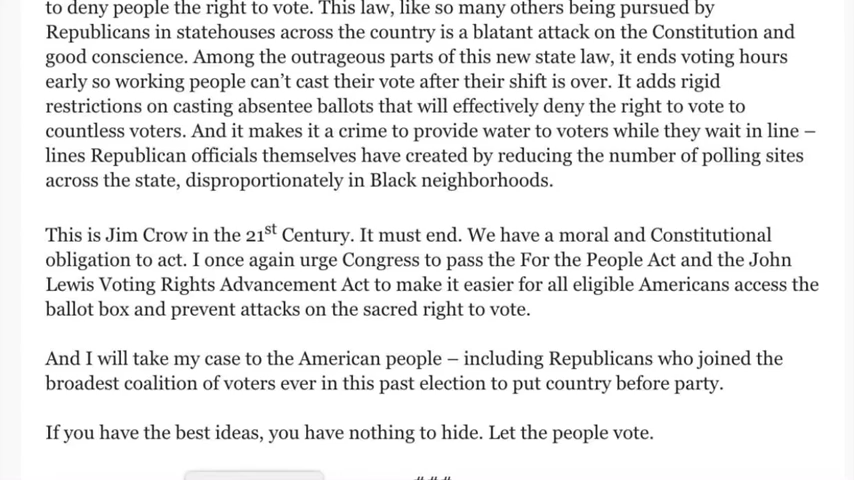 to deny people the right to vote. This law, like so many others being pursued by
Republicans in statehouses across the country is a blatant attack on the Constitution and
good conscience. Among the outrageous parts of this new state law, it ends voting hours
early so working people can’t cast their vote after their shift is over. It adds rigid
restrictions on casting absentee ballots that will effectively deny the right to vote to
countless voters. And it makes it a crime to provide water to voters while they wait in line –
lines Republican officials themselves have created by reducing the number of polling sites
across the state, disproportionately in Black neighborhoods.
This is Jim Crow in the 21st Century. It must end. We have a moral and Constitutional
obligation to act. I once again urge Congress to pass the For the People Act and the John
Lewis Voting Rights Advancement Act to make it easier for all eligible Americans access the
ballot box and prevent attacks on the sacred right to vote.
And I will take my case to the American people – including Republicans who joined the
broadest coalition of voters ever in this past election to put country before party.
If you have the best ideas, you have nothing to hide. Let the people vote.
###